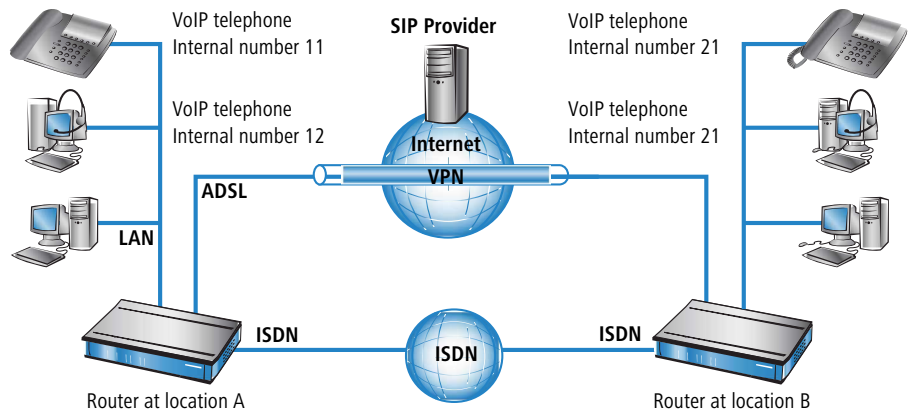 VoIP telephone
Internal number 11
SIP Provider
VoIP telephone
Internal number 21
VoIP telephone
Internal number 12
VoIP telephone
Internal number 21
Internet
VPN
ADSL
LAN
ISDN
ISDN
ISDN
Router at location A
Router at location B